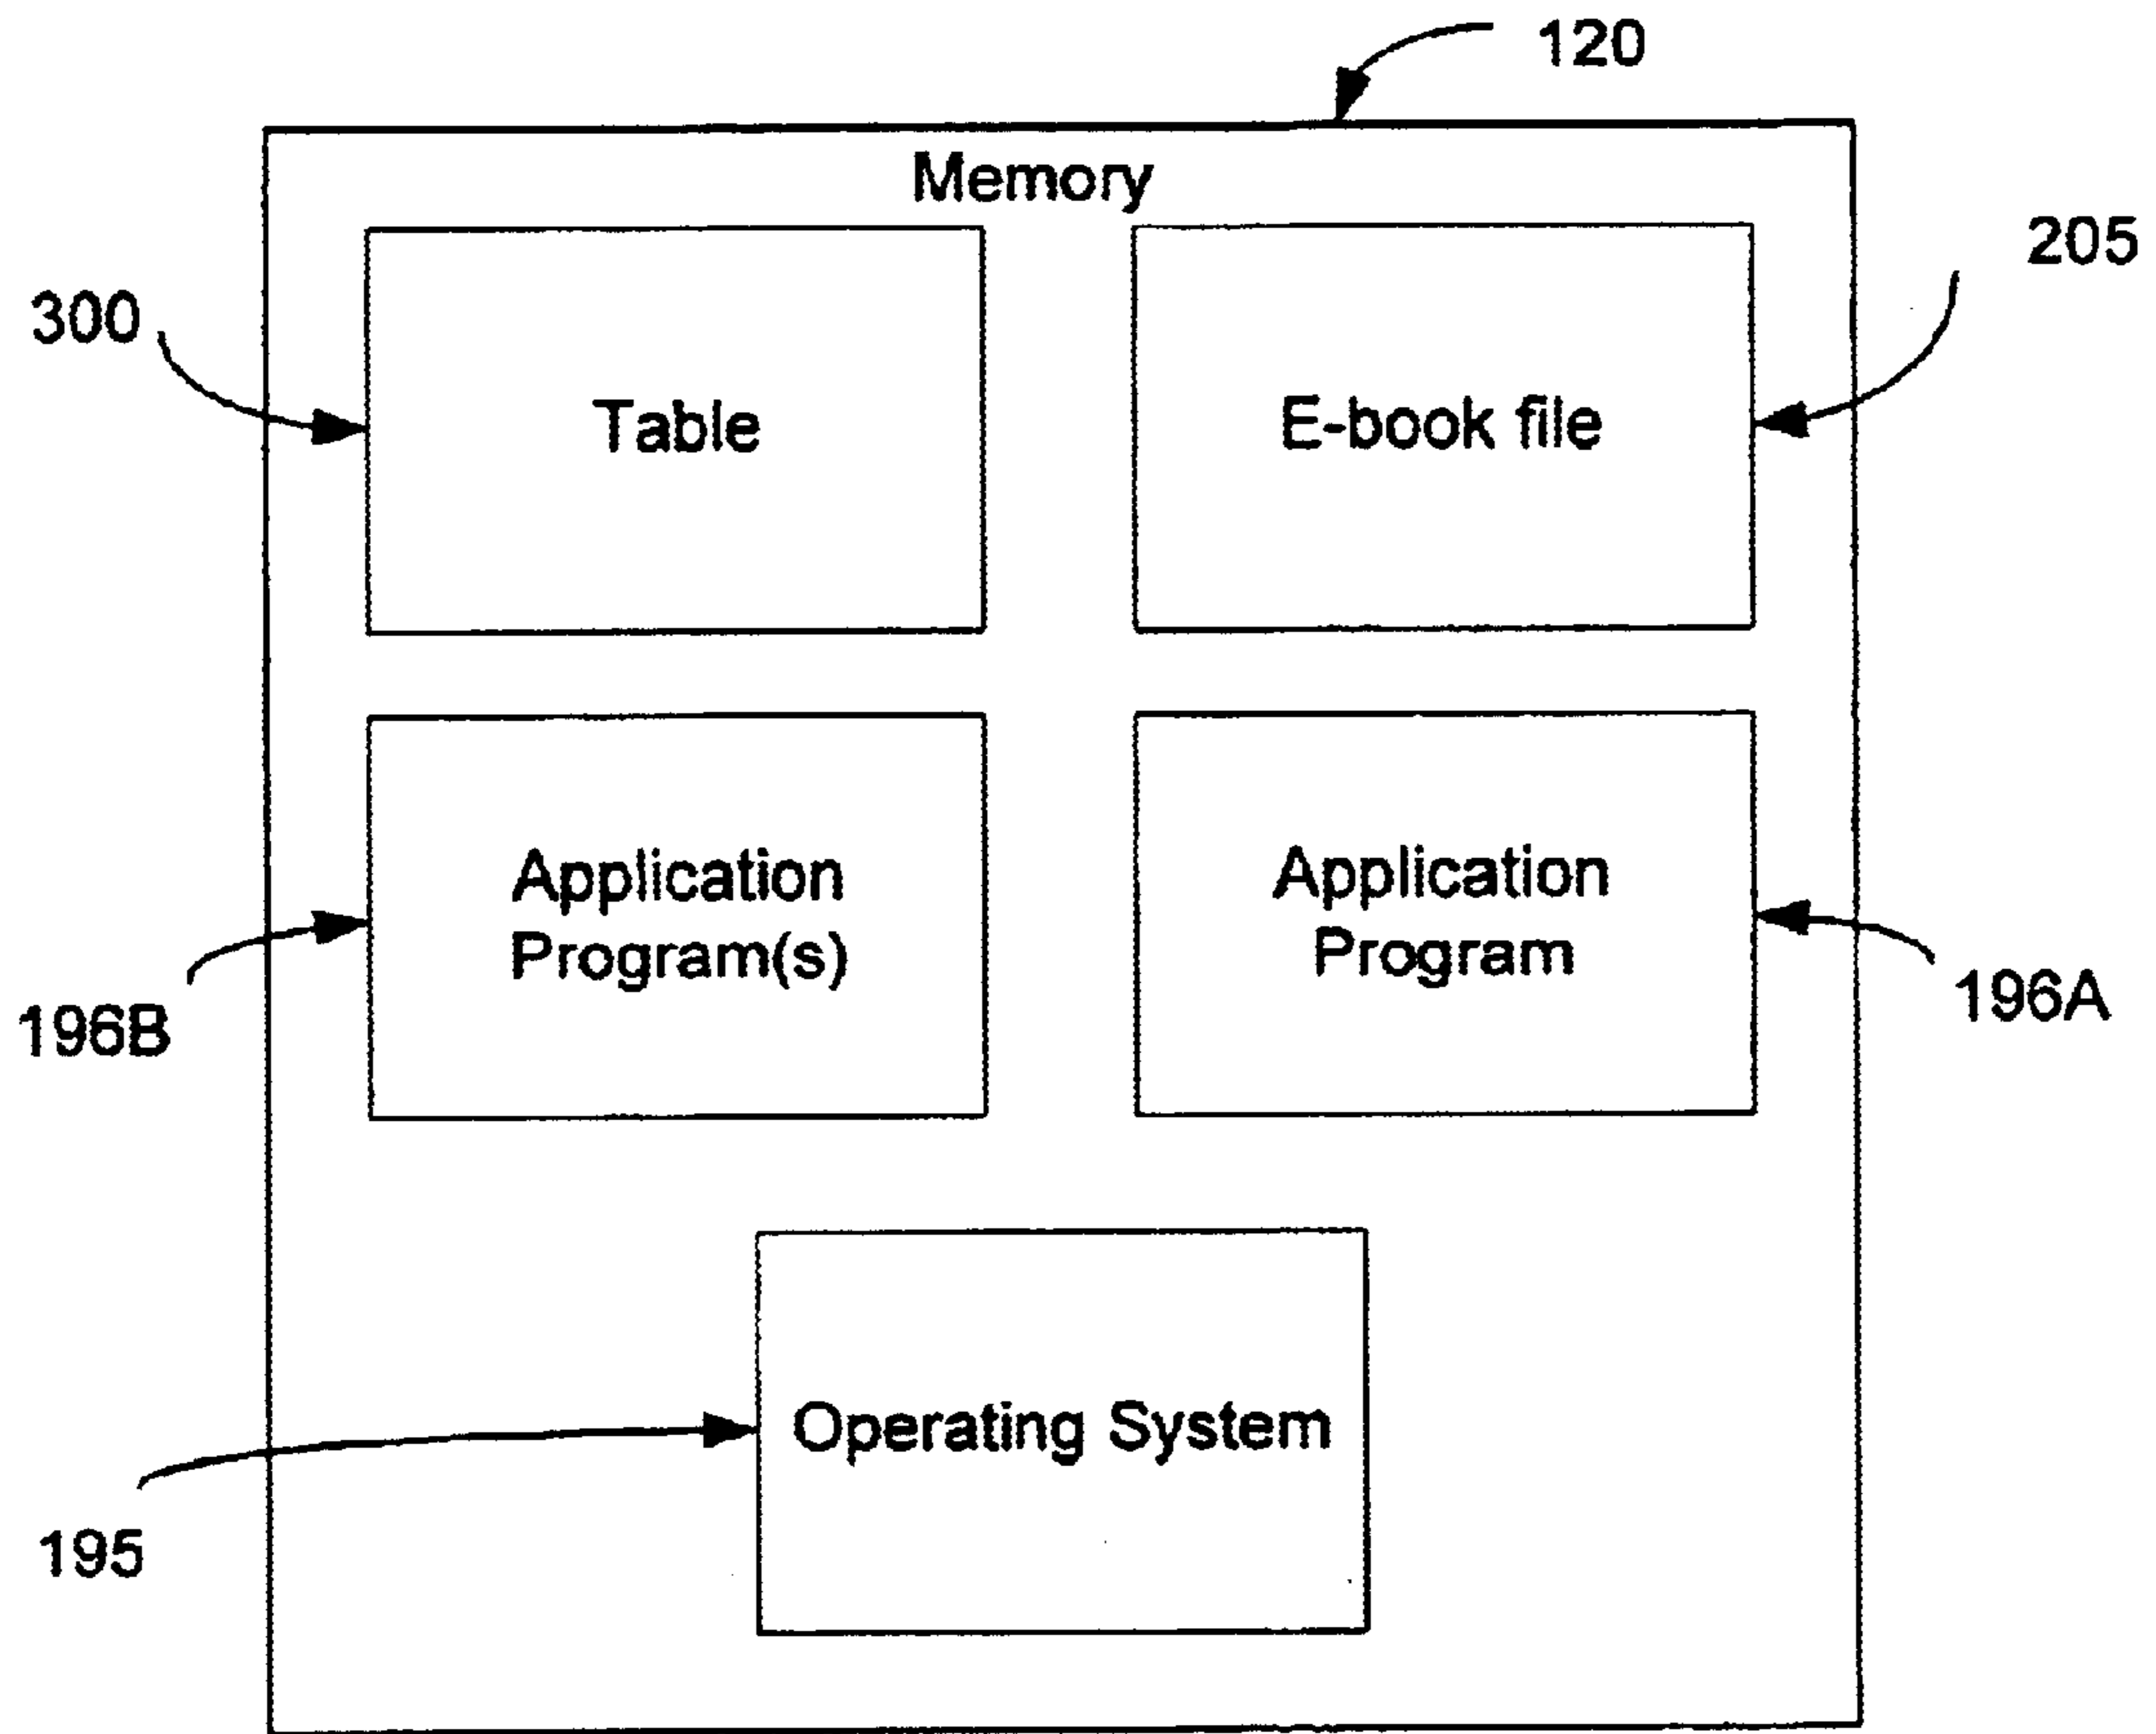 120
Memory
205
300
Table
E-book file
Application
Program(s)
Application
Program
196B
196A
Operating System
195